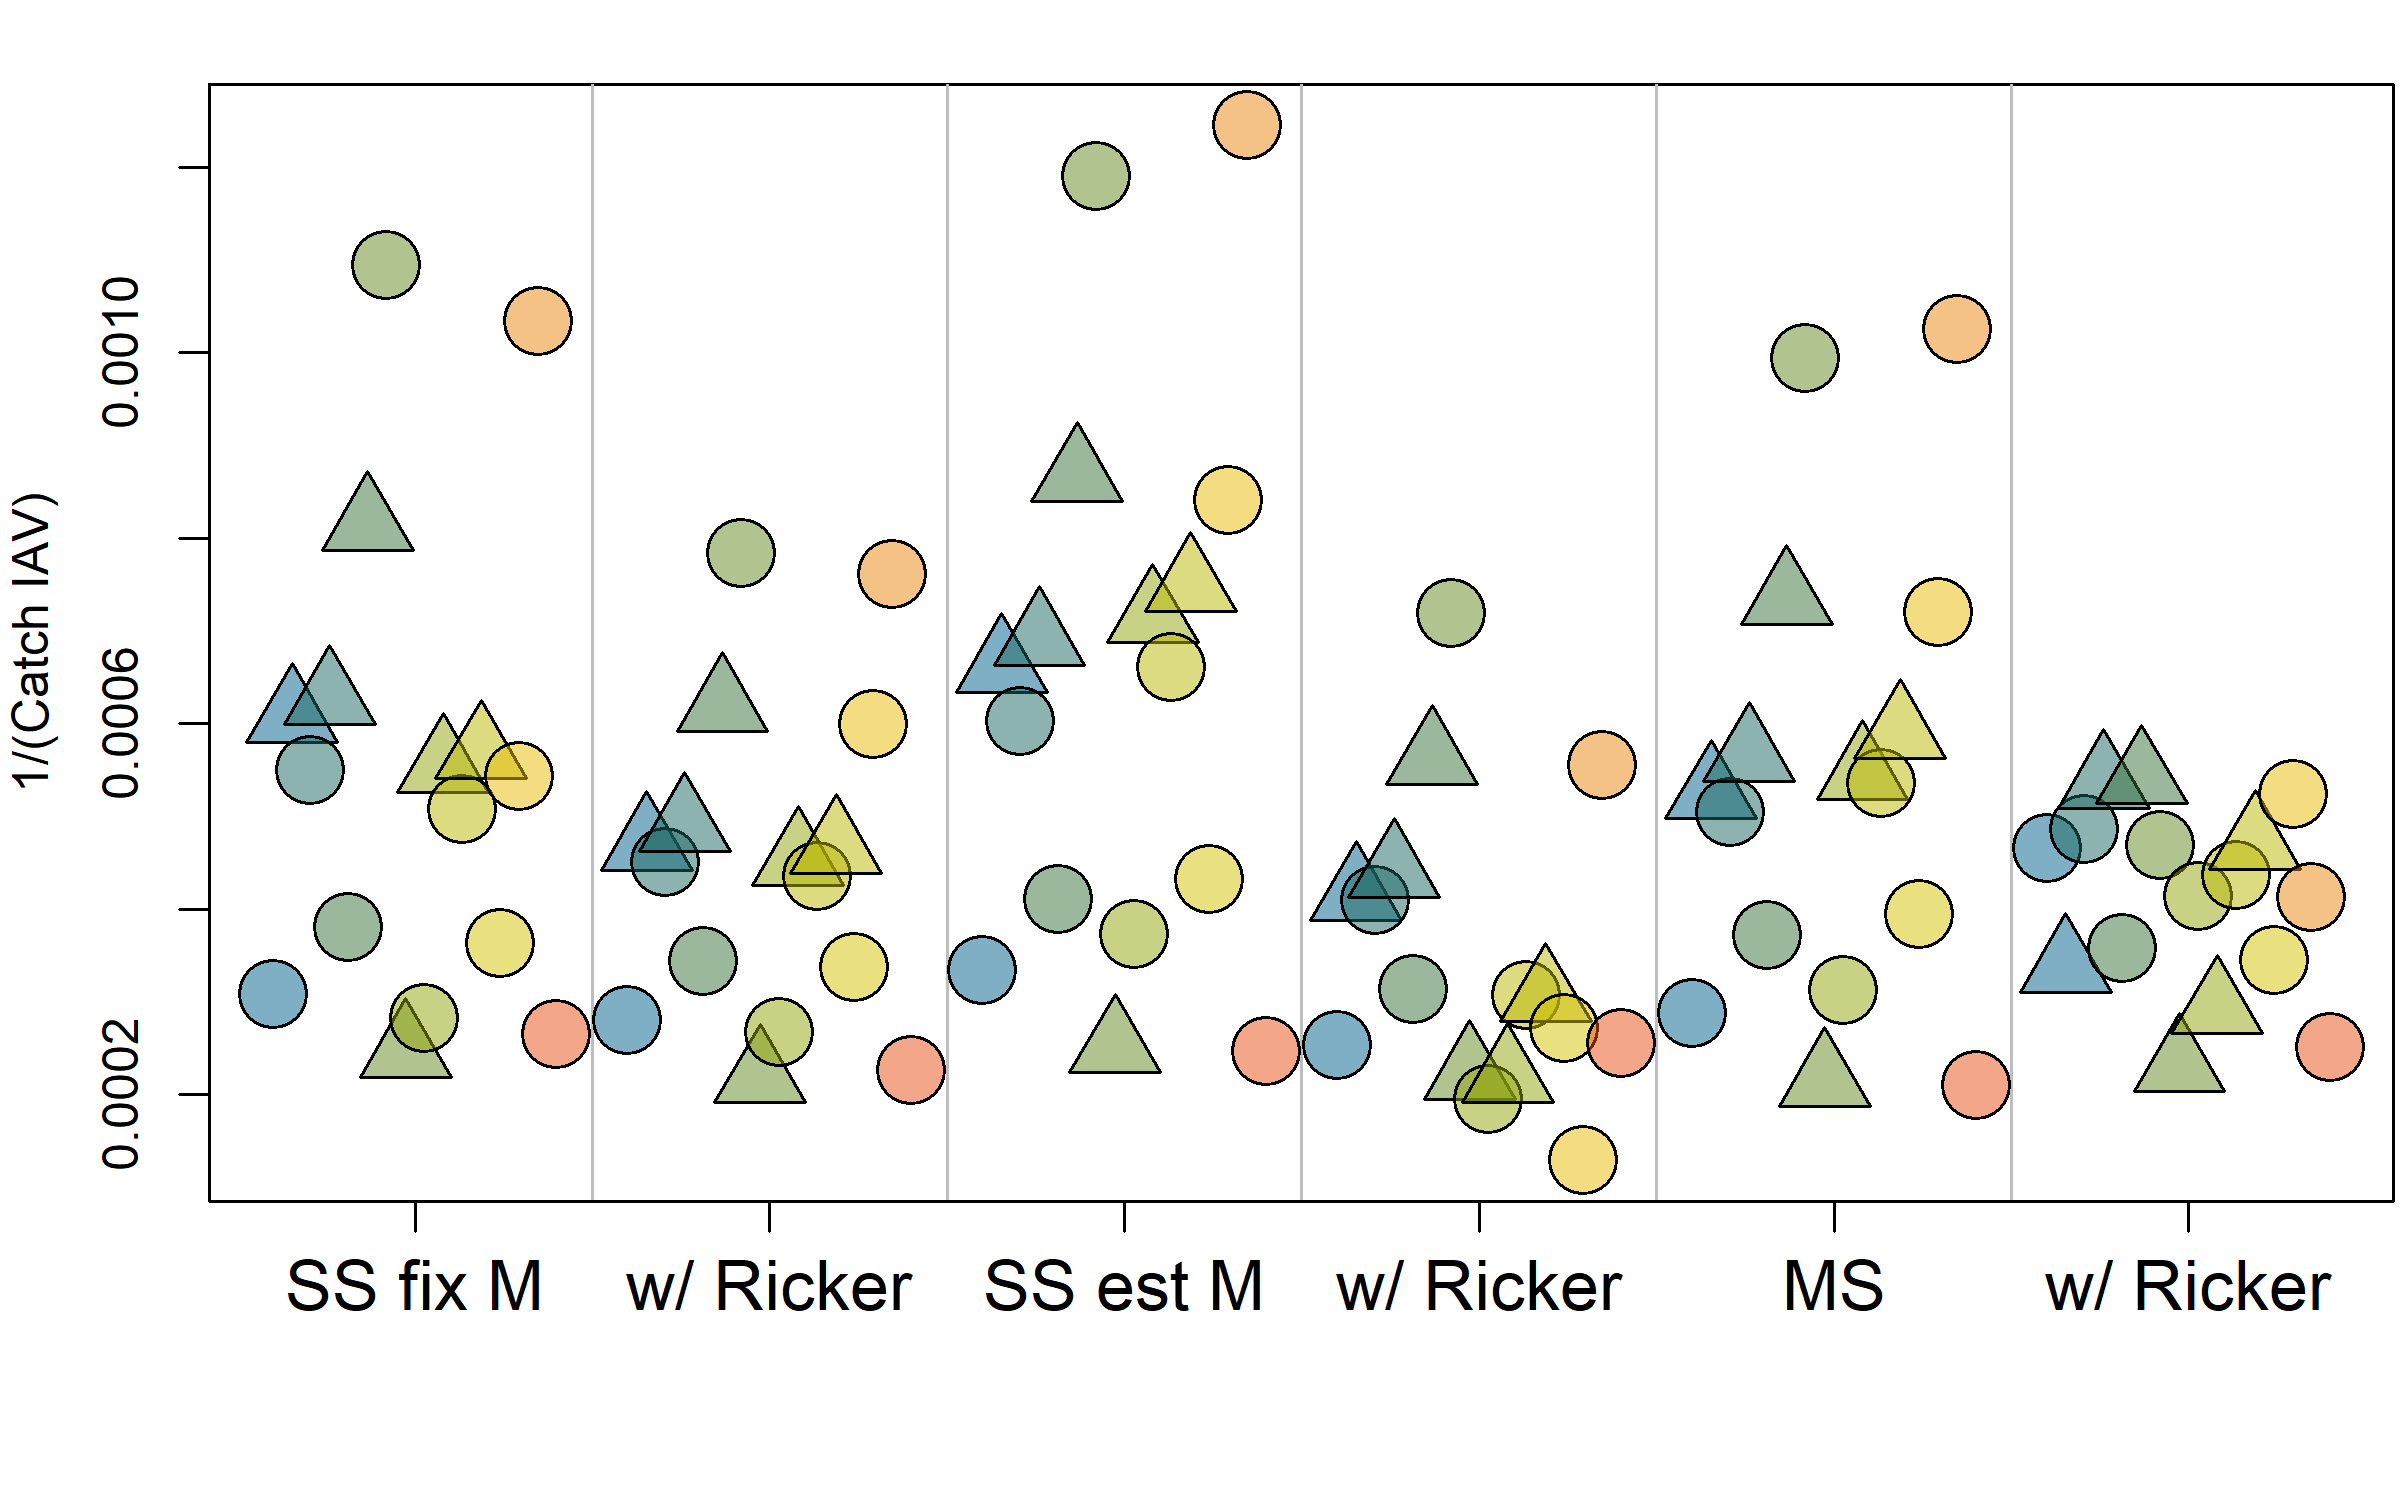 1/(Catch IAV)
0.0010
0.0006
0.0002
SS fix M
w/ Ricker
SS est M
w/ Ricker
MS
w/ Ricker